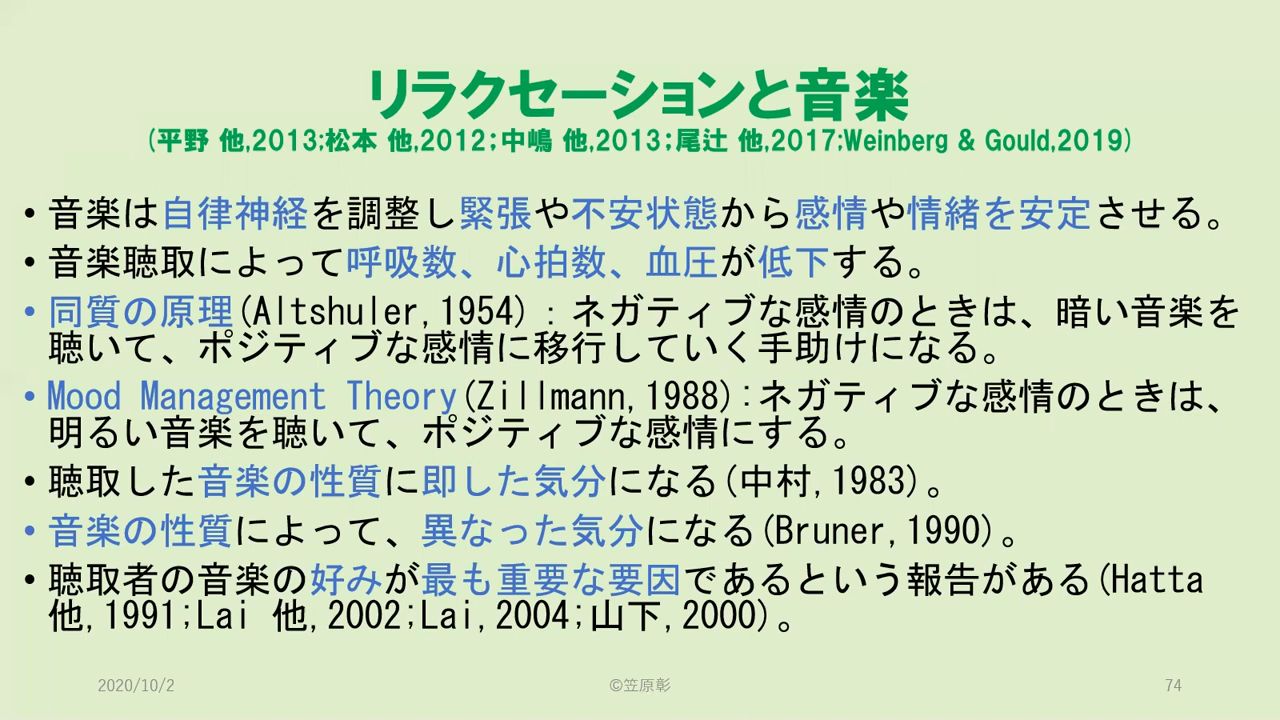 リラクセーションと音楽
(平野 他,2013;松本 他,2012;中嶋 他,2013;尾辻 他,2017;Weinberg & Gould,2019)
• 音楽は自律神経を調整し緊張や不安状態から感情や情緒を安定させる。
• 音楽聴取によって呼吸数、心拍数、血圧が低下する。
• 同質の原理(Altshuler,1954)：ネガティブな感情のときは、暗い音楽を
聴いて、ポジティブな感情に移行していく手助けになる。
• Mood Management Theory(Zillmann,1988):ネガティブな感情のときは、
明るい音楽を聴いて、ポジティブな感情にする。
• 聴取した音楽の性質に即した気分になる(中村,1983)。
• 音楽の性質によって、異なった気分になる(Bruner,1990)。
• 聴取者の音楽の好みが最も重要な要因であるという報告がある(Hatta
他,1991;Lai 他,2002;Lai,2004;山下,2000)。
2020/10/2
©笠原彰
74